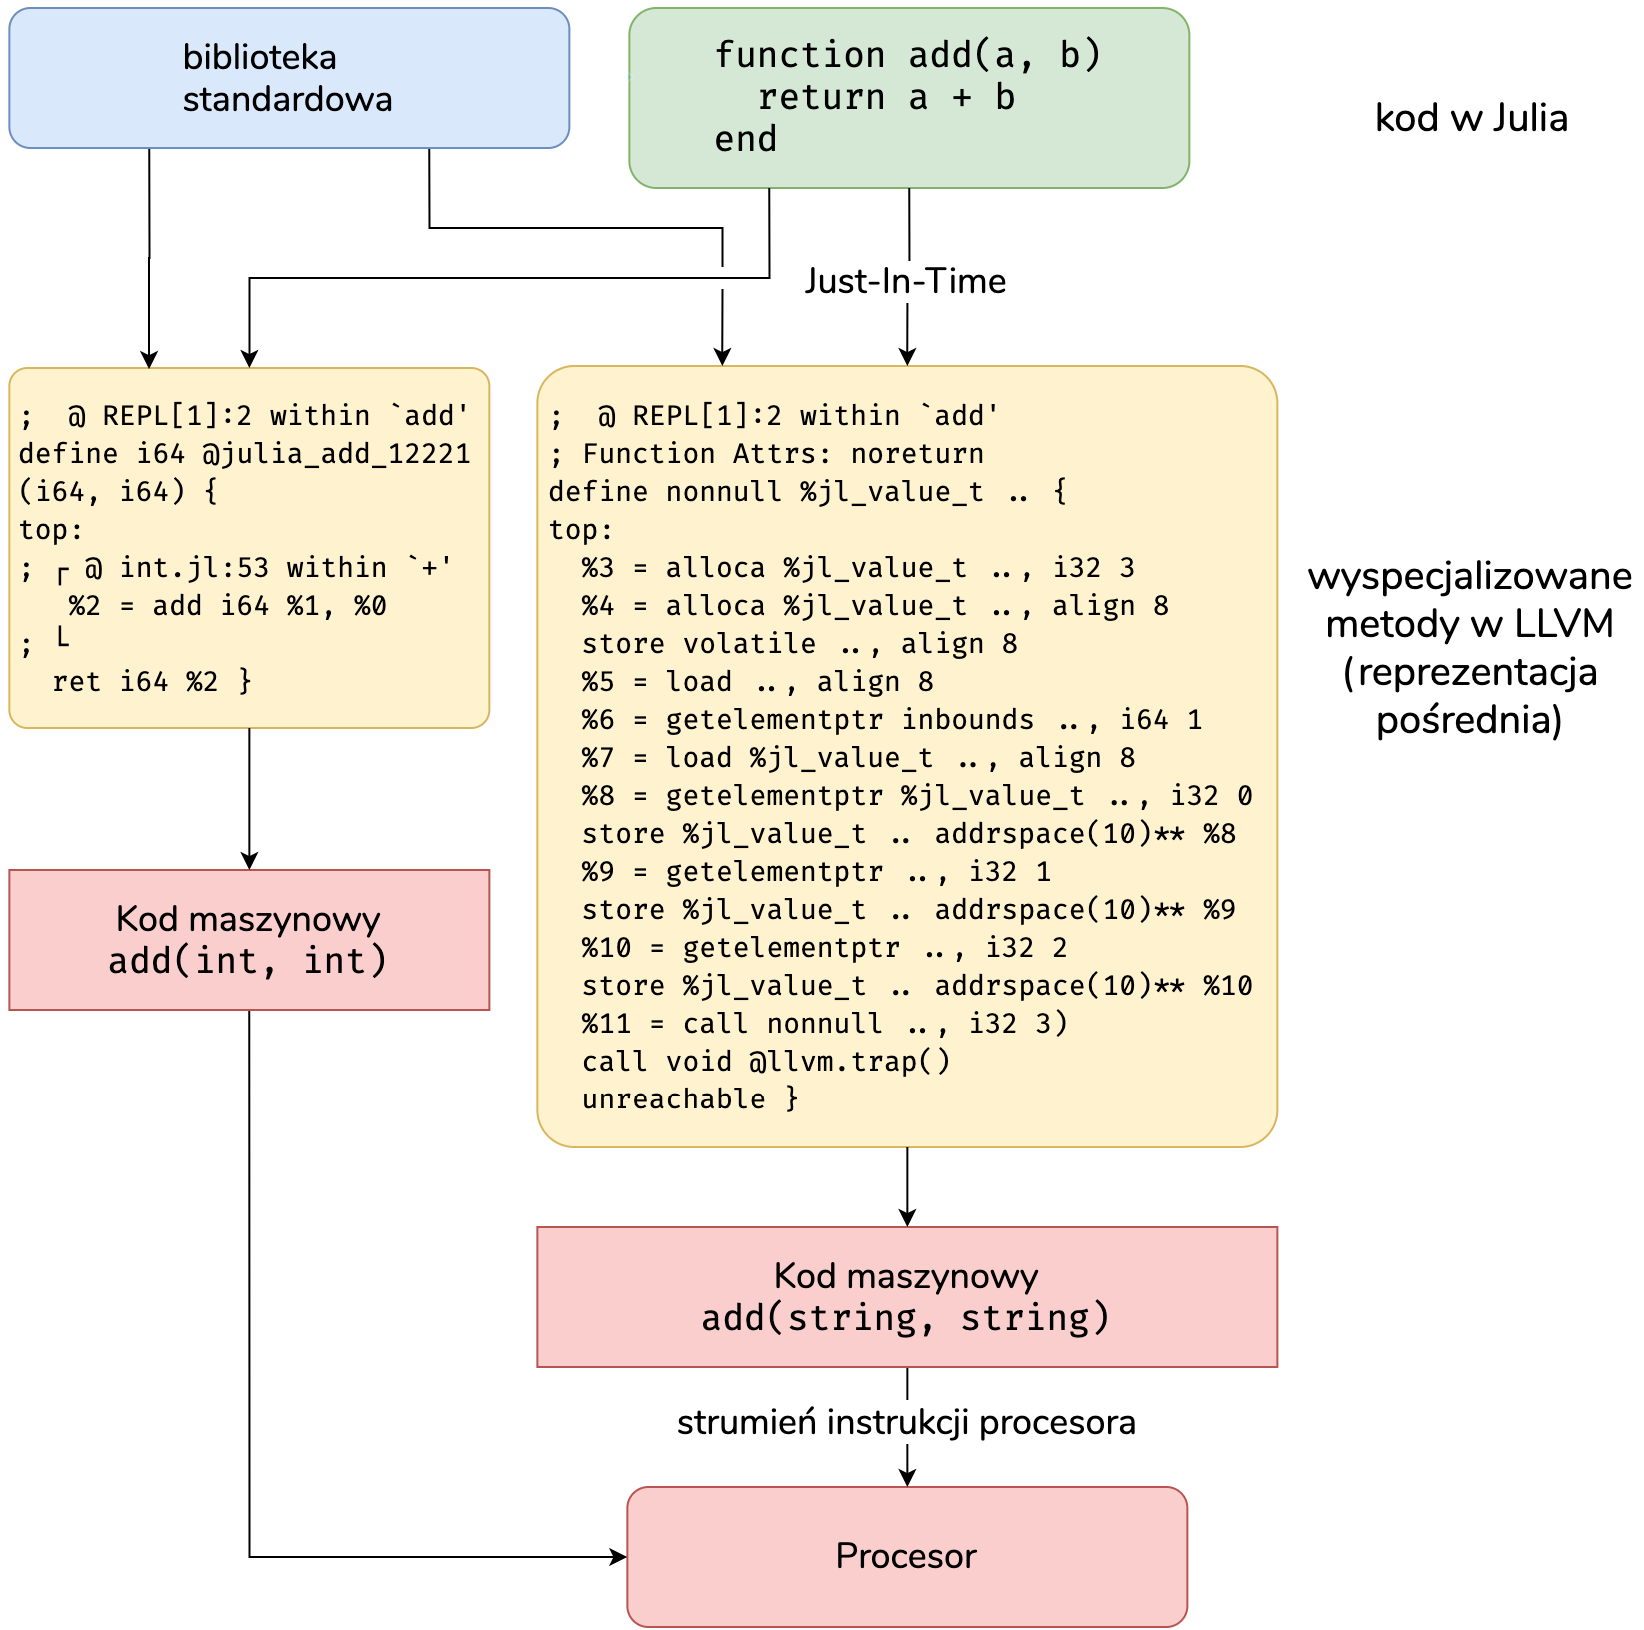 biblioteka
standardowa
function add(a, b)
  return a + b
end
kod w Julia
Just-In-Time
;  @ REPL[1]:2 within `add'
define i64 @julia_add_12221
(i64, i64) {
top:
; ┌ @ int.jl:53 within `+'
   %2 = add i64 %1, %0
; └
  ret i64 %2 }
;  @ REPL[1]:2 within `add'
; Function Attrs: noreturn
define nonnull %jl_value_t .. {
top:
  %3 = alloca %jl_value_t .., i32 3
  %4 = alloca %jl_value_t .., align 8
  store volatile .., align 8
  %5 = load .., align 8
  %6 = getelementptr inbounds .., i64 1
  %7 = load %jl_value_t .., align 8
  %8 = getelementptr %jl_value_t .., i32 0
  store %jl_value_t .. addrspace(10)** %8
  %9 = getelementptr .., i32 1
  store %jl_value_t .. addrspace(10)** %9
  %10 = getelementptr .., i32 2
  store %jl_value_t .. addrspace(10)** %10
  %11 = call nonnull .., i32 3)
  call void @llvm.trap()
  unreachable }
wyspecjalizowane
metody w LLVM
(reprezentacja
pośrednia)
Kod maszynowy
add(int, int)
Kod maszynowy
add(string, string)
strumień instrukcji procesora
Procesor